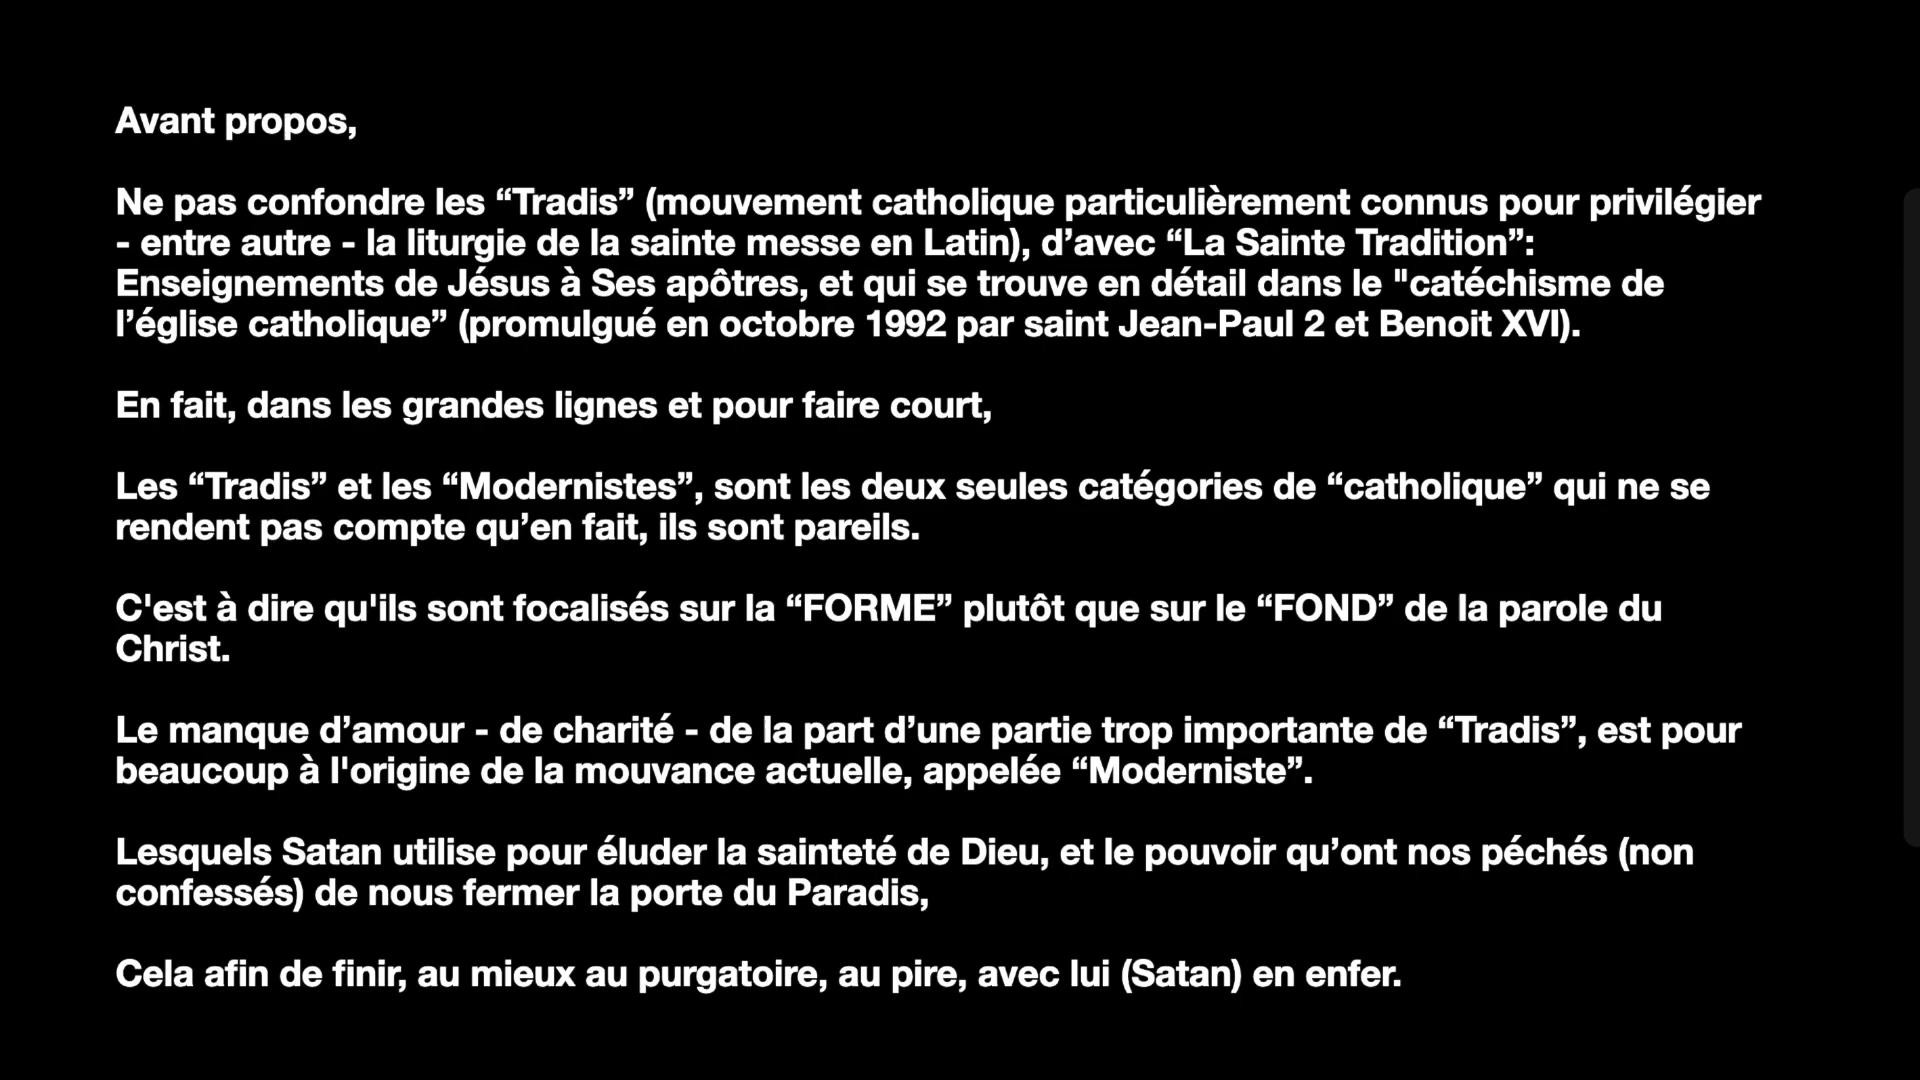 Avant propos,
Ne pas confondre les “Tradis” (mouvement catholique particulièrement connus pour privilégier
- entre autre - la liturgie de la sainte messe en Latin), d’avec “La Sainte Tradition”:
Enseignements de Jésus à Ses apôtres, et qui se trouve en détail dans le "catéchisme de
l’église catholique” (promulgué en octobre 1992 par saint Jean-Paul 2 et Benoit XVI).
En fait, dans les grandes lignes et pour faire court,
Les “Tradis” et les “Modernistes”, sont les deux seules catégories de “catholique” qui ne se
rendent pas compte qu’en fait, ils sont pareils.
C'est à dire qu'ils sont focalisés sur la “FORME” plutôt que sur le “FOND” de la parole du
Christ.
Le manque d’amour - de charité - de la part d’une partie trop importante de “Tradis”, est pour
beaucoup à l'origine de la mouvance actuelle, appelée “Moderniste”.
Lesquels Satan utilise pour éluder la sainteté de Dieu, et le pouvoir qu’ont nos péchés (non
confessés) de nous fermer la porte du Paradis,
Cela afin de finir, au mieux au purgatoire, au pire, avec lui (Satan) en enfer.